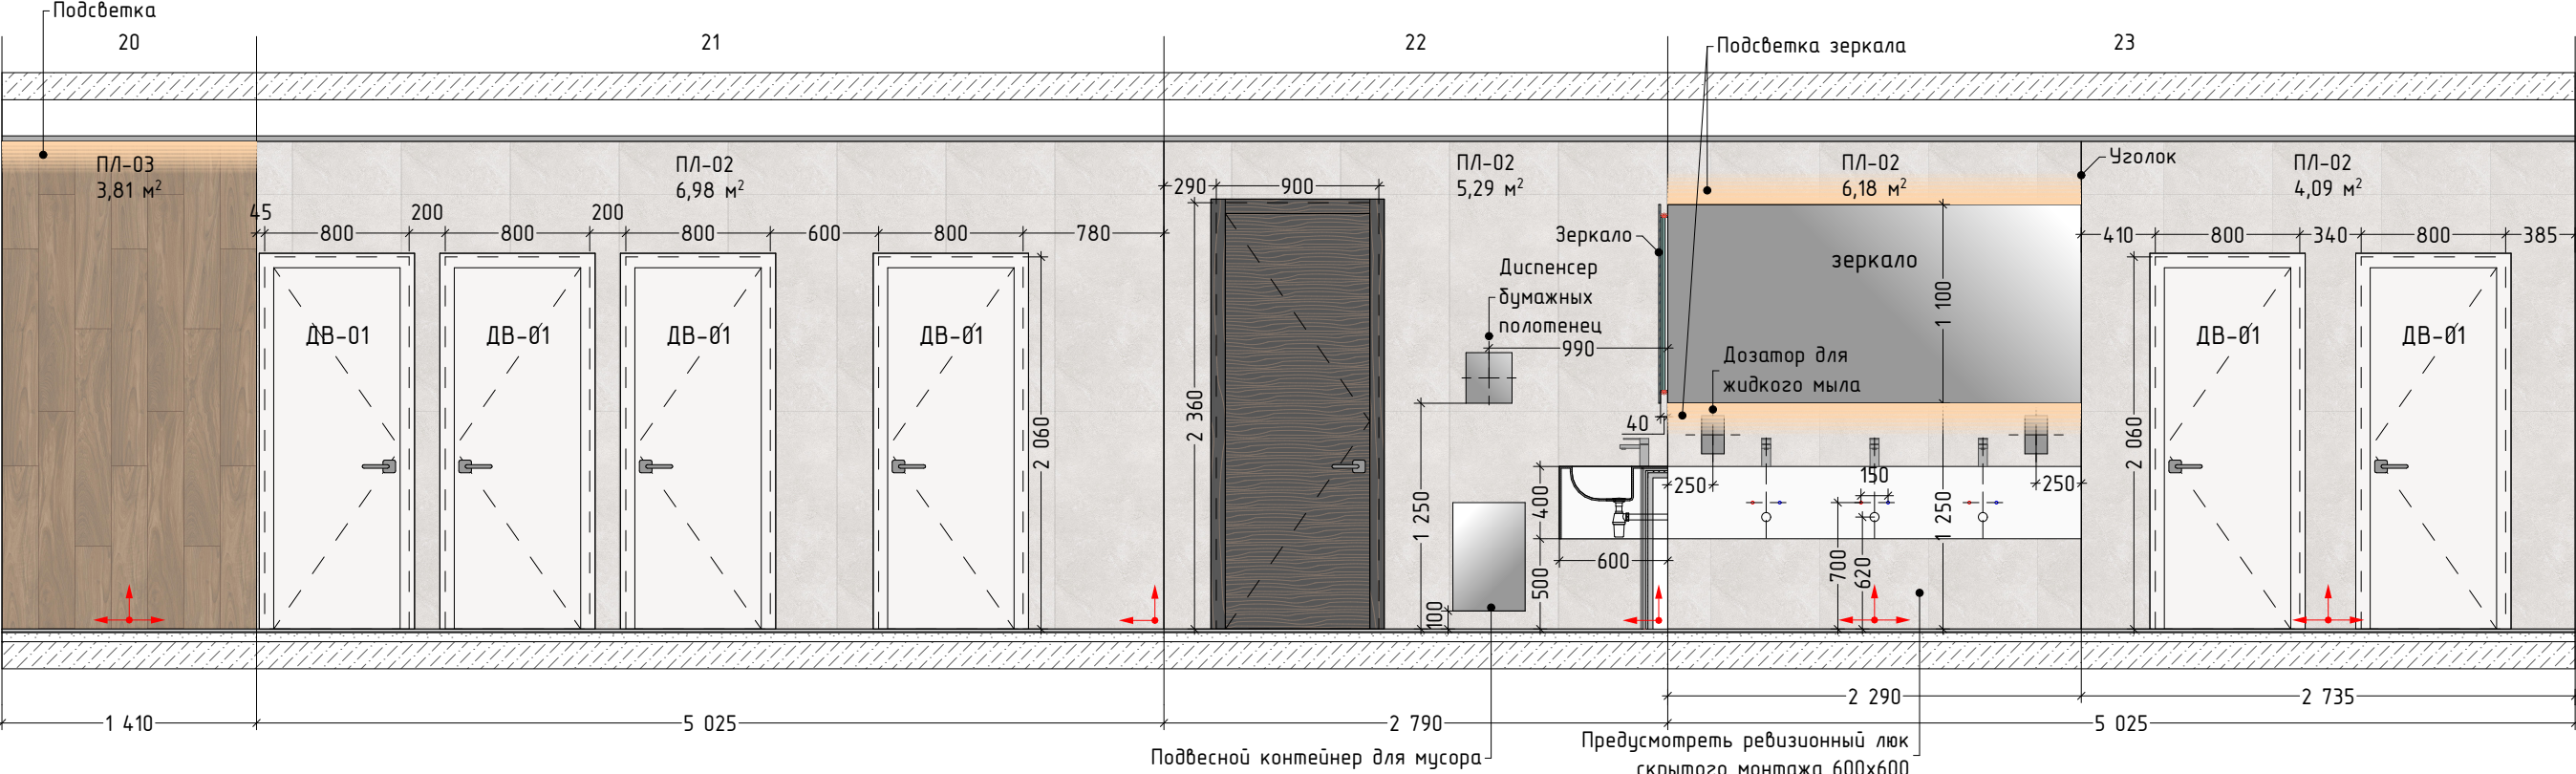 Подсветка
20
21
22
23
Подсветка зеркала
ПЛ-03
3,81 м²
ПЛ-02
6,98 м²
ПЛ-02
5,29 м²
ПЛ-02
6,18 м²
Уголок
ПЛ-02
4,09 м²
45
800
200
800
200
800
600
800
780
290
900
Зеркало
зеркало
410
800
340
800
385
Диспенсер
бумажных
полотенец
990
1 100
Дозатор для
жидкого мыла
ДВ-01
ДВ-01
ДВ-01
ДВ-01
ДВ-01
ДВ-01
2 060
2 360
40
2 060
1 250
400
250
150
250
1 250
600
500
100
700
620
1 410
5 025
2 790
2 290
2 735
5 025
Подвесной контейнер для мусора
Предусмотреть ревизионный люк
скрытого монтажа 600х600